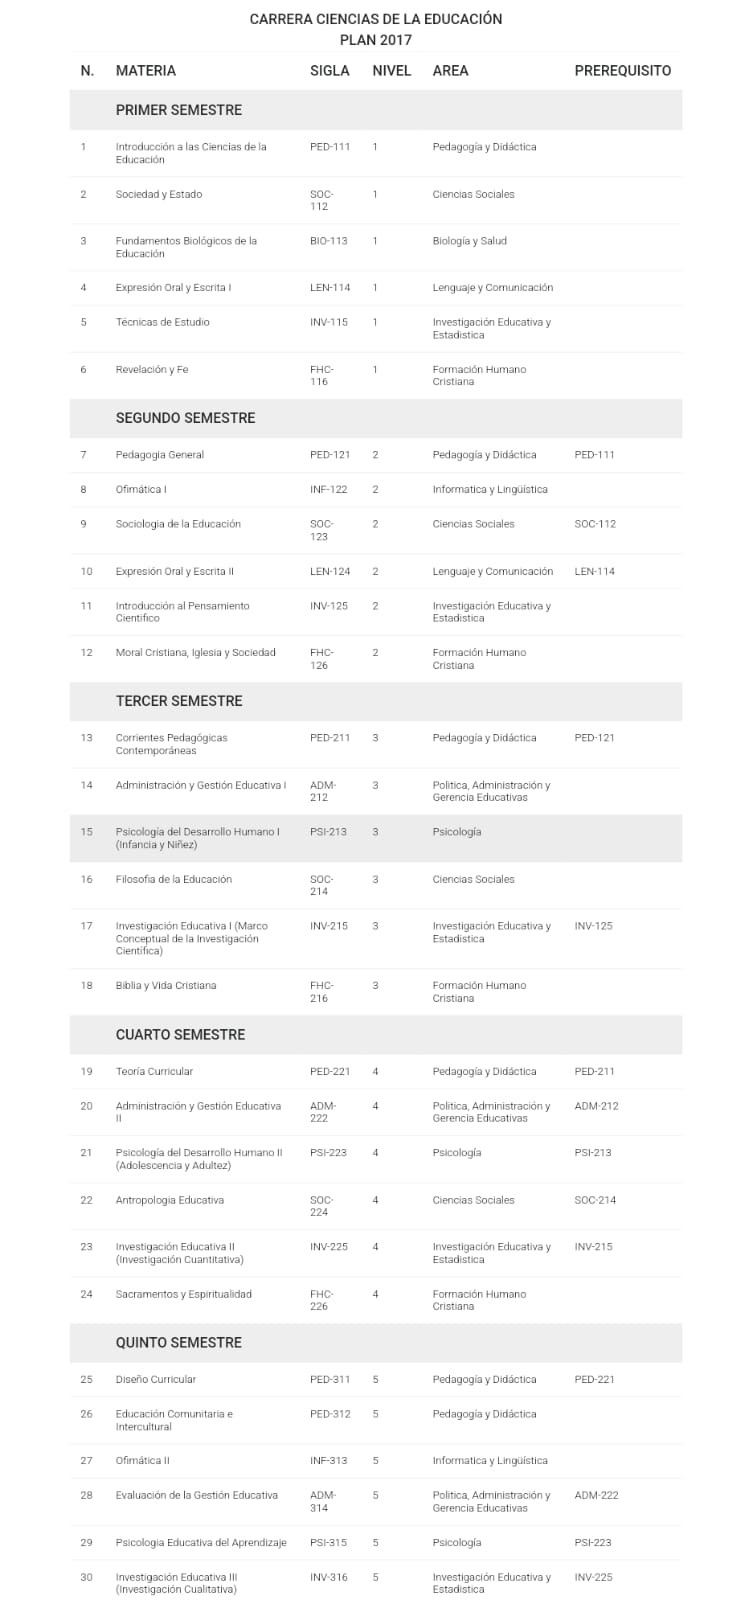 CARRERA CIENCIAS DE LA EDUCACIÓN
PLAN 2017
N. MATERIA SIGLA NIVEL AREA PREREQUISITO
PRIMER SEMESTRE
1 Introducción a las Ciencias de la PED-111 1 Pedagogía y Didáctica
Educación
2 Sociedad y Estado SOC- 1 Ciencias Sociales
112
3 Fundamentos Biológicos de la BIO-113 1 Biología y Salud
Educación
4 Expresión Oral y Escrita I LEN-114 1 Lenguaje y Comunicación
5 Técnicas de Estudio INV-115 1 Investigación Educativa y
Estadistica
6 Revelación y Fe FHC- 1 Formación Humano
116 Cristiana
SEGUNDO SEMESTRE
7 Pedagogia General PED-121 2 Pedagogía y Didáctica PED-111
8 Ofimática I INF-122 2 Informatica y Lingüística
9 Sociologia de la Educación SOC- 2 Ciencias Sociales SOC-112
123
10 Expresión Oral y Escrita II LEN-124 2 Lenguaje y Comunicación LEN-114
11 Introducción al Pensamiento INV-125 2 Investigación Educativa y
Cientifico Estadistica
12 Moral Cristiana, Iglesia y Sociedad FHC- 2 Formación Humano
126 Cristiana
TERCER SEMESTRE
13 Corrientes Pedagógicas PED-211 3 Pedagogía y Didáctica PED-121
Contemporáneas
14 Administración y Gestión Educativa I ADM- 3 Politica, Administración y
212 Gerencia Educativas
15 Psicología del Desarrollo Humano I PSI-213 3 Psicología
(Infancia y Niñez)
16 Filosofia de la Educación SOC- 3 Ciencias Sociales
214
17 Investigación Educativa I (Marco INV-215 3 Investigación Educativa y INV-125
Conceptual de la Investigación Estadistica
Científica)
18 Biblia y Vida Cristiana FHC- 3 Formación Humano
216 Cristiana
CUARTO SEMESTRE
19 Teoría Curricular PED-221 4 Pedagogía y Didáctica PED-211
20 Administración y Gestión Educativa ADM- 4 Politica, Administración y ADM-212
II 222 Gerencia Educativas
21 Psicología del Desarrollo Humano II PSI-223 4 Psicología PSI-213
(Adolescencia y Adultez)
22 Antropologia Educativa SOC- 4 Ciencias Sociales SOC-214
224
23 Investigación Educativa II INV-225 4 Investigación Educativa y INV-215
(Investigación Cuantitativa) Estadistica
24 Sacramentos y Espiritualidad FHC- 4 Formación Humano
226 Cristiana
QUINTO SEMESTRE
25 Diseño Curricular PED-311 5 Pedagogía y Didáctica PED-221
26 Educación Comunitaria e PED-312 5 Pedagogía y Didáctica
Intercultural
27 Ofimática II INF-313 5 Informatica y Lingüística
28 Evaluación de la Gestión Educativa ADM- 5 Politica, Administración y ADM-222
314 Gerencia Educativas
29 Psicologia Educativa del Aprendizaje PSI-315 5 Psicología PSI-223
30 Investigación Educativa III INV-316 5 Investigación Educativa y INV-225
(Investigación Cualitativa) Estadistica